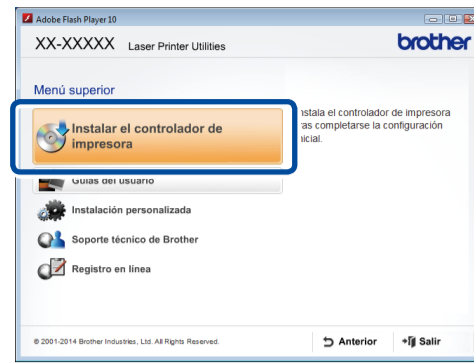 Adobe Flash Player 10
XX-XXXXX Laser Printer Utilities
brother
Menú superior
Instalar el controlador de
impresora
nstala el controlador de impresora
ras completarse la configuración
nicial.
Guías del usuario
Instalación personalizada
Soporte técnico de Brother
Registro en línea
© 2001-2014 Brother Industries, Ltd. All Rights Reserved.
Anterior
Salir